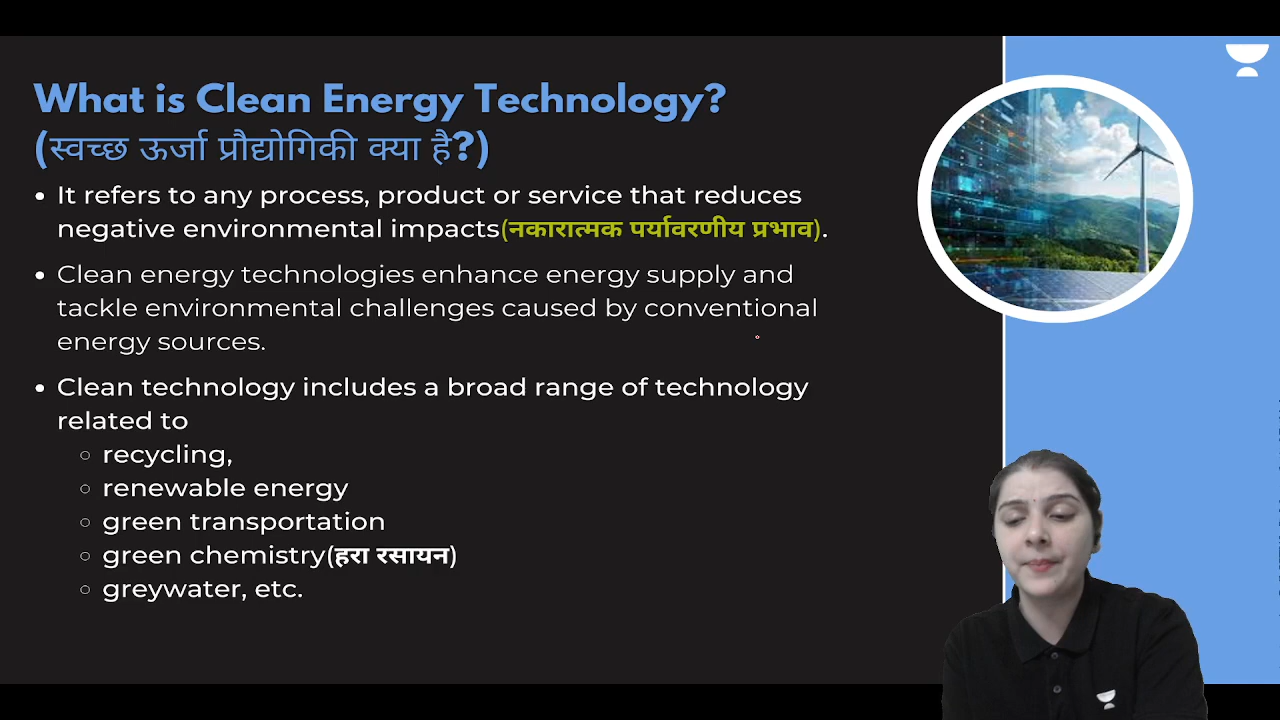 What is Clean Energy Technology?
(स्वच्छ ऊर्जा प्रौद्योगिकी क्या है?)
• It refers to any process, product or service that reduces
negative environmental impacts(नकारात्मक पर्यावरणीय प्रभाव).
• Clean energy technologies enhance energy supply and
tackle environmental challenges caused by conventional
energy sources.
• Clean technology includes a broad range of technology
related to
○ recycling,
○ renewable energy
○ green transportation
○ green chemistry(हरा रसायन)
○ greywater, etc.